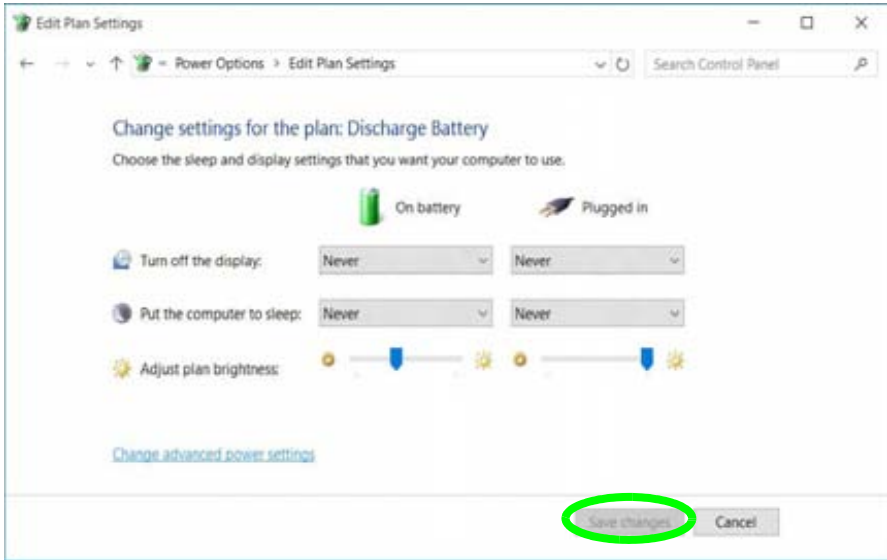 Edit Plan Settings
Power Options > Edit Plan Settings
Search Control Panel
Change settings for the plan: Discharge Battery
Choose the sleep and display settings that you want your computer to use.
On battery Plugged in
Turn off the display: Never Never
Put the computer to sleep: Never Never
Adjust plan brightness:
Change advanced power settings
Save changes Cancel